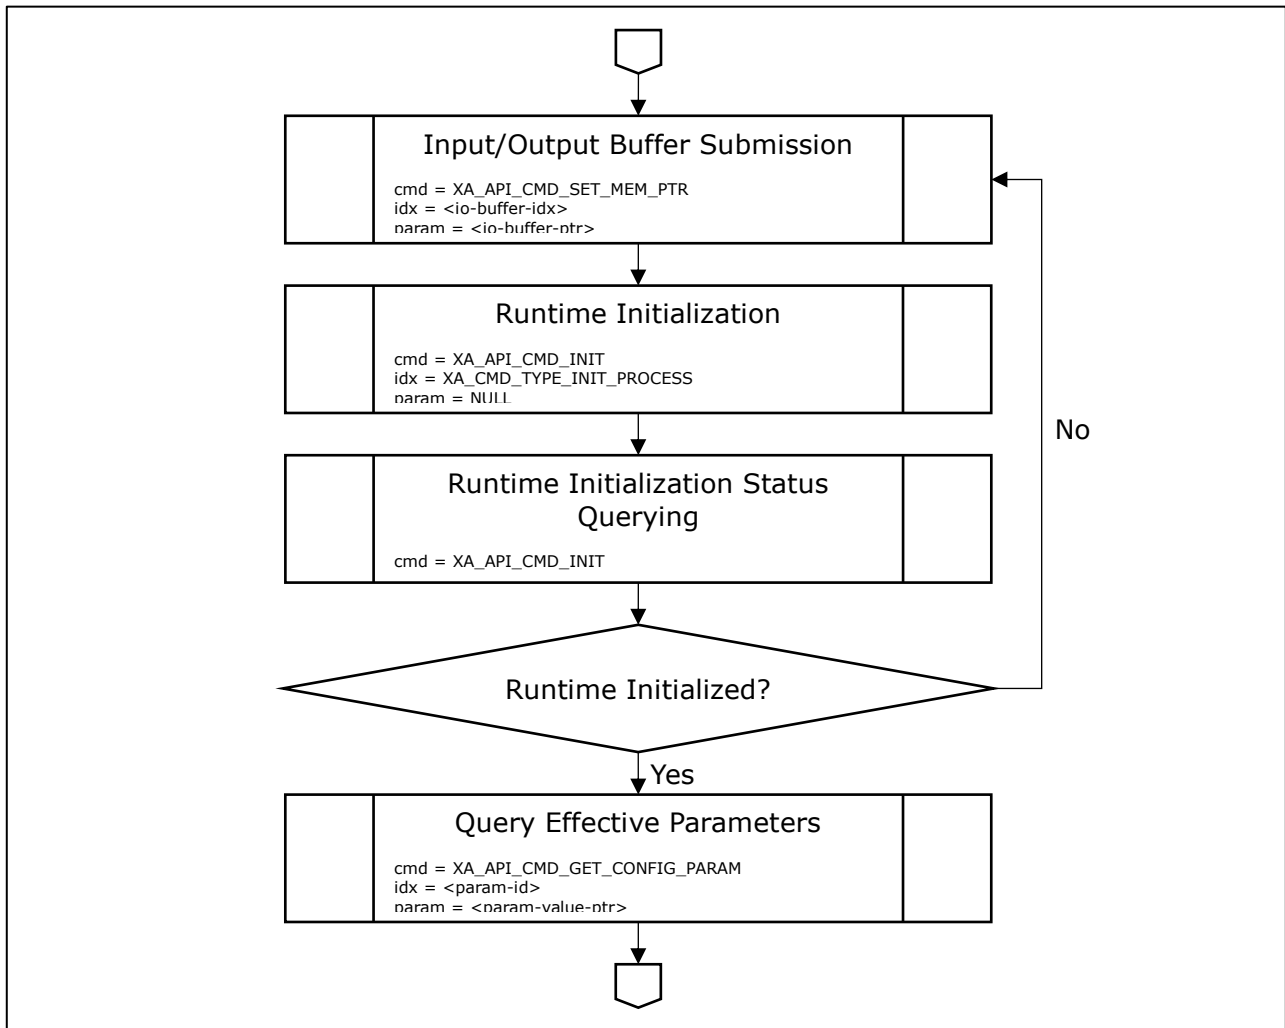 Input/Output Buffer Submission
cmd = XA_API_CMD_SET_MEM_PTR
idx = <io-buffer-idx>
param = <io-buffer-ptr>
Runtime Initialization
cmd = XA_API_CMD_INIT
idx = XA_CMD_TYPE_INIT_PROCESS
param = NULL
No
Runtime Initialization Status
Querying
cmd = XA_API_CMD_INIT
Runtime Initialized?
Yes
Query Effective Parameters
cmd = XA_API_CMD_GET_CONFIG_PARAM
idx = <param-id>
param = <param-value-ptr>